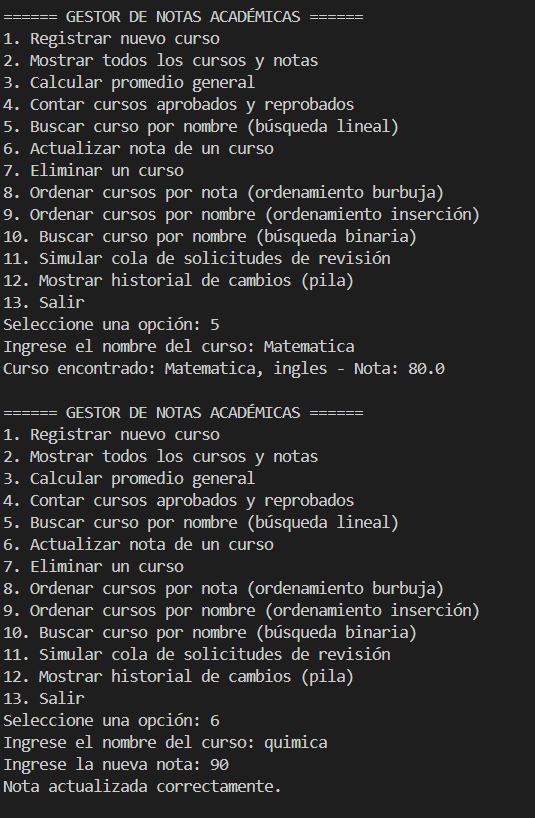 ====== GESTOR DE NOTAS ACADÉMICAS ======
1. Registrar nuevo curso
2. Mostrar todos los cursos y notas
3. Calcular promedio general
4. Contar cursos aprobados y reprobados
5. Buscar curso por nombre (búsqueda lineal)
6. Actualizar nota de un curso
7. Eliminar un curso
8. Ordenar cursos por nota (ordenamiento burbuja)
9. Ordenar cursos por nombre (ordenamiento inserción)
10. Buscar curso por nombre (búsqueda binaria)
11. Simular cola de solicitudes de revisión
12. Mostrar historial de cambios (pila)
13. Salir
Seleccione una opción: 5
Ingrese el nombre del curso: Matematica
Curso encontrado: Matematica, ingles - Nota: 80.0
====== GESTOR DE NOTAS ACADÉMICAS ======
1. Registrar nuevo curso
2. Mostrar todos los cursos y notas
3. Calcular promedio general
4. Contar cursos aprobados y reprobados
5. Buscar curso por nombre (búsqueda lineal)
6. Actualizar nota de un curso
7. Eliminar un curso
8. Ordenar cursos por nota (ordenamiento burbuja)
9. Ordenar cursos por nombre (ordenamiento inserción)
10. Buscar curso por nombre (búsqueda binaria)
11. Simular cola de solicitudes de revisión
12. Mostrar historial de cambios (pila)
13. Salir
Seleccione una opción: 6
Ingrese el nombre del curso: quimica
Ingrese la nueva nota: 90
Nota actualizada correctamente.